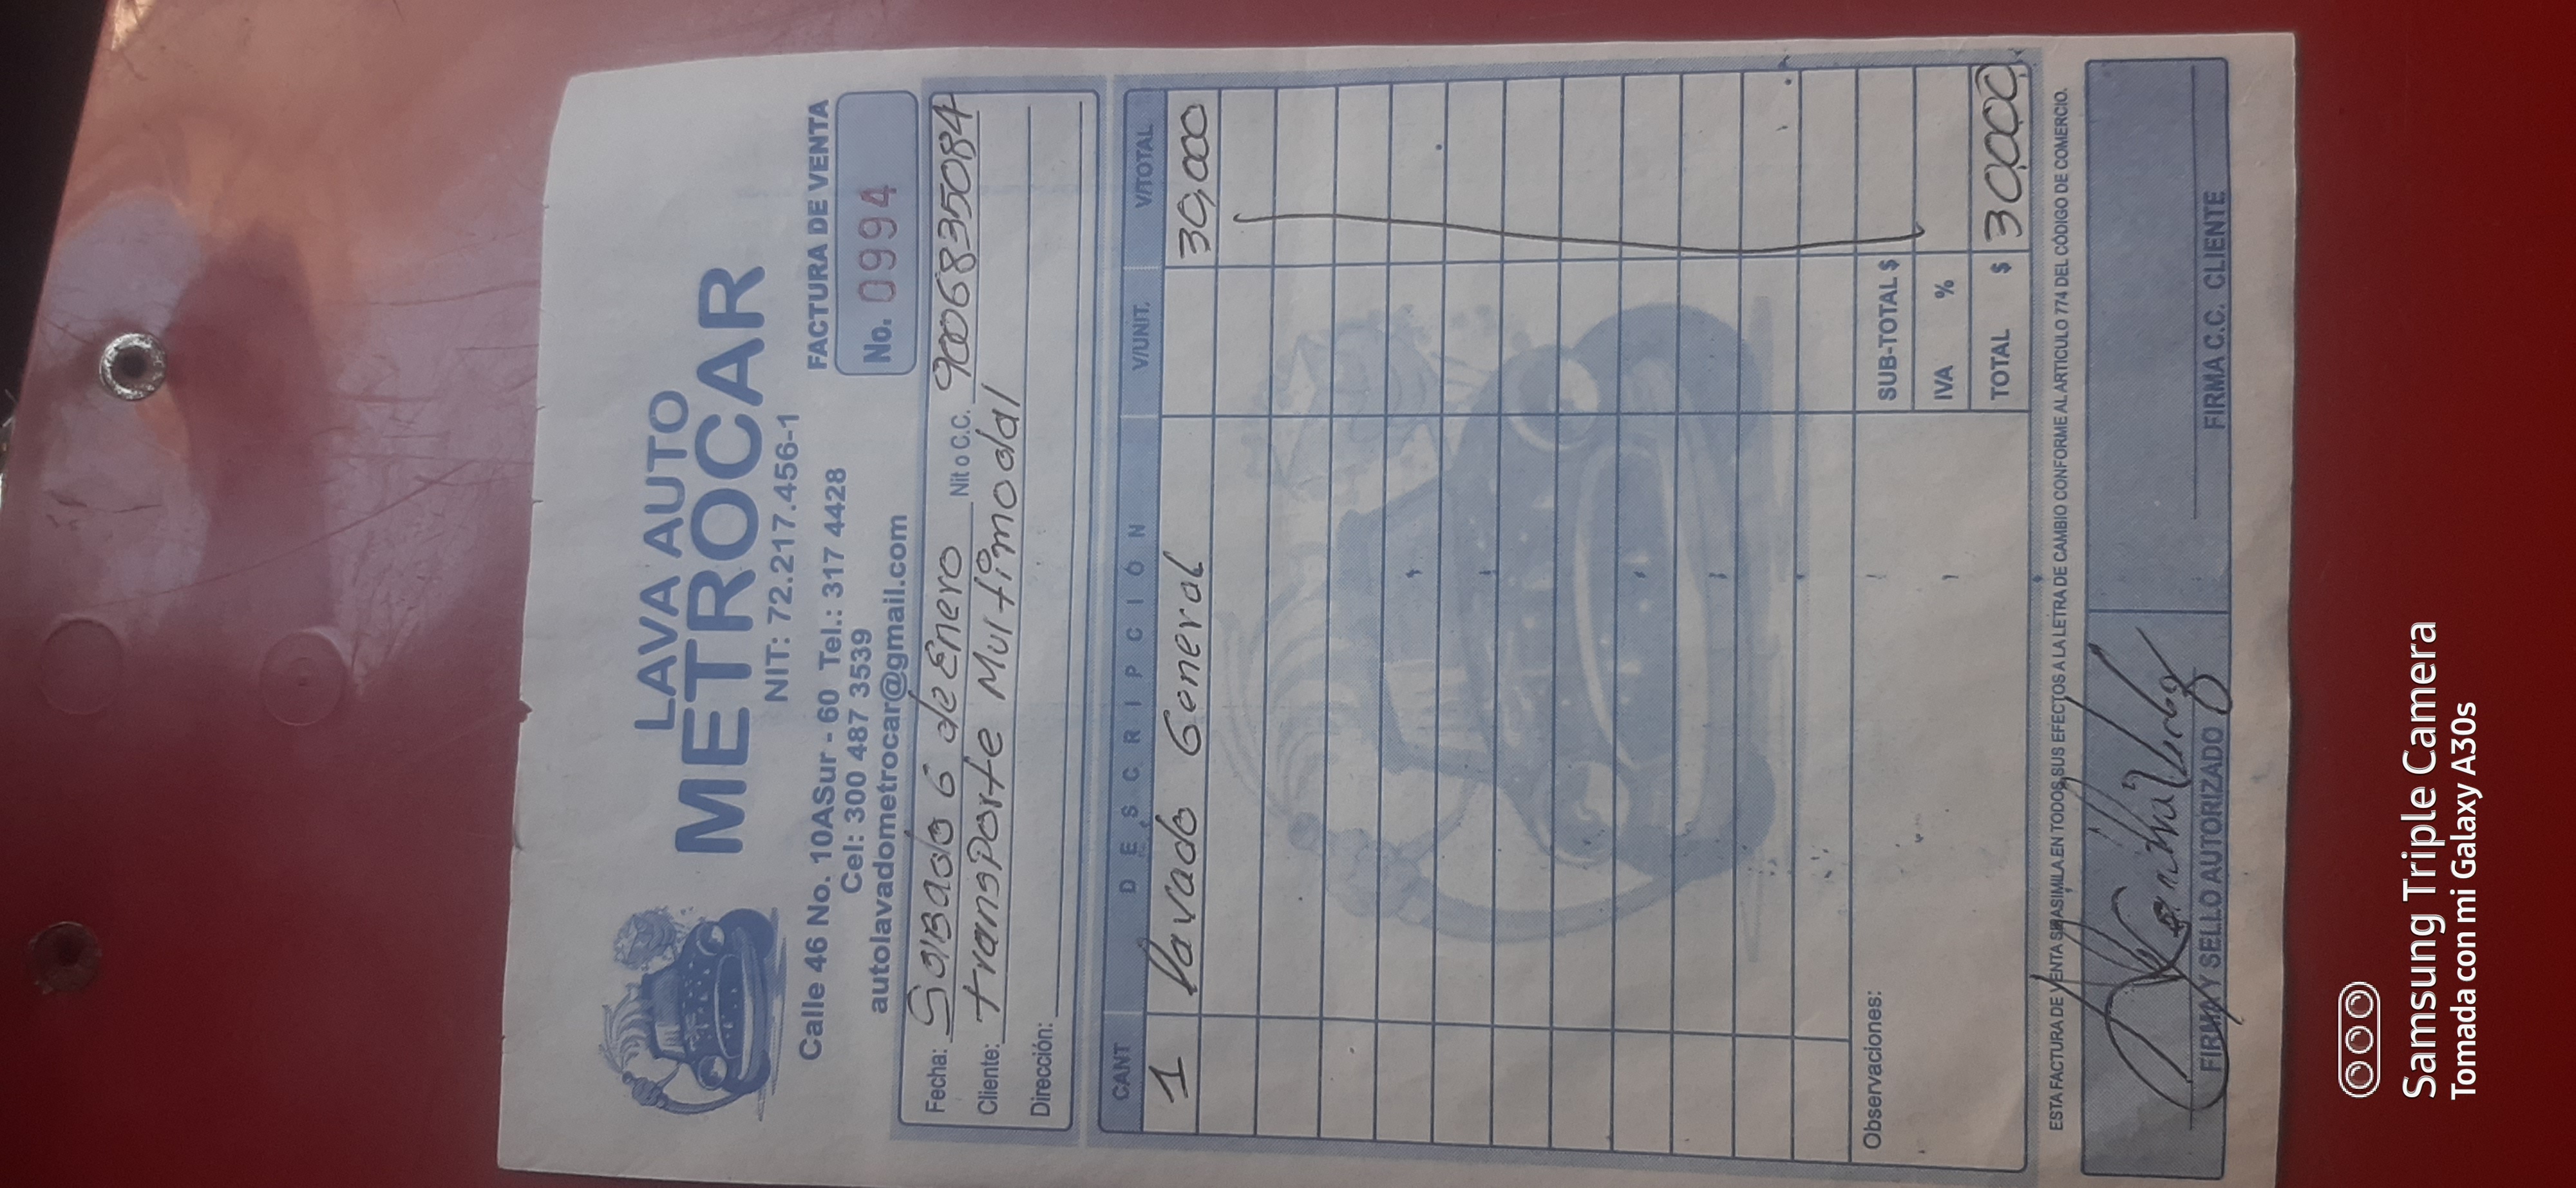 LAVA AUTO
METROCAR
NIT: 72.217.456-1
Calle 46 No. 10ASur - 60 Tel.: 317 4428
Cel: 300 487 3539
autolavadometrocar@gmail.com
FACTURA DE VENTA
No. 0994
Fecha: SaBado 6 de Enero Nit o C.C. 9006835084
Cliente: transporte Multimodal
Dirección:
CANT DESCRIPCIÓN V/UNIT. V/TOTAL
1 lavado General 30,000
Observaciones:
SUB-TOTAL $
IVA %
TOTAL $ 30,000
ESTA FACTURA DE VENTA SE ASIMILA EN TODOS SUS EFECTOS A LA LETRA DE CAMBIO CONFORME AL ARTICULO 774 DEL CÓDIGO DE COMERCIO.
FIRMA Y SELLO AUTORIZADO
FIRMA C.C. CLIENTE
Samsung Triple Camera
Tomada con mi Galaxy A30s